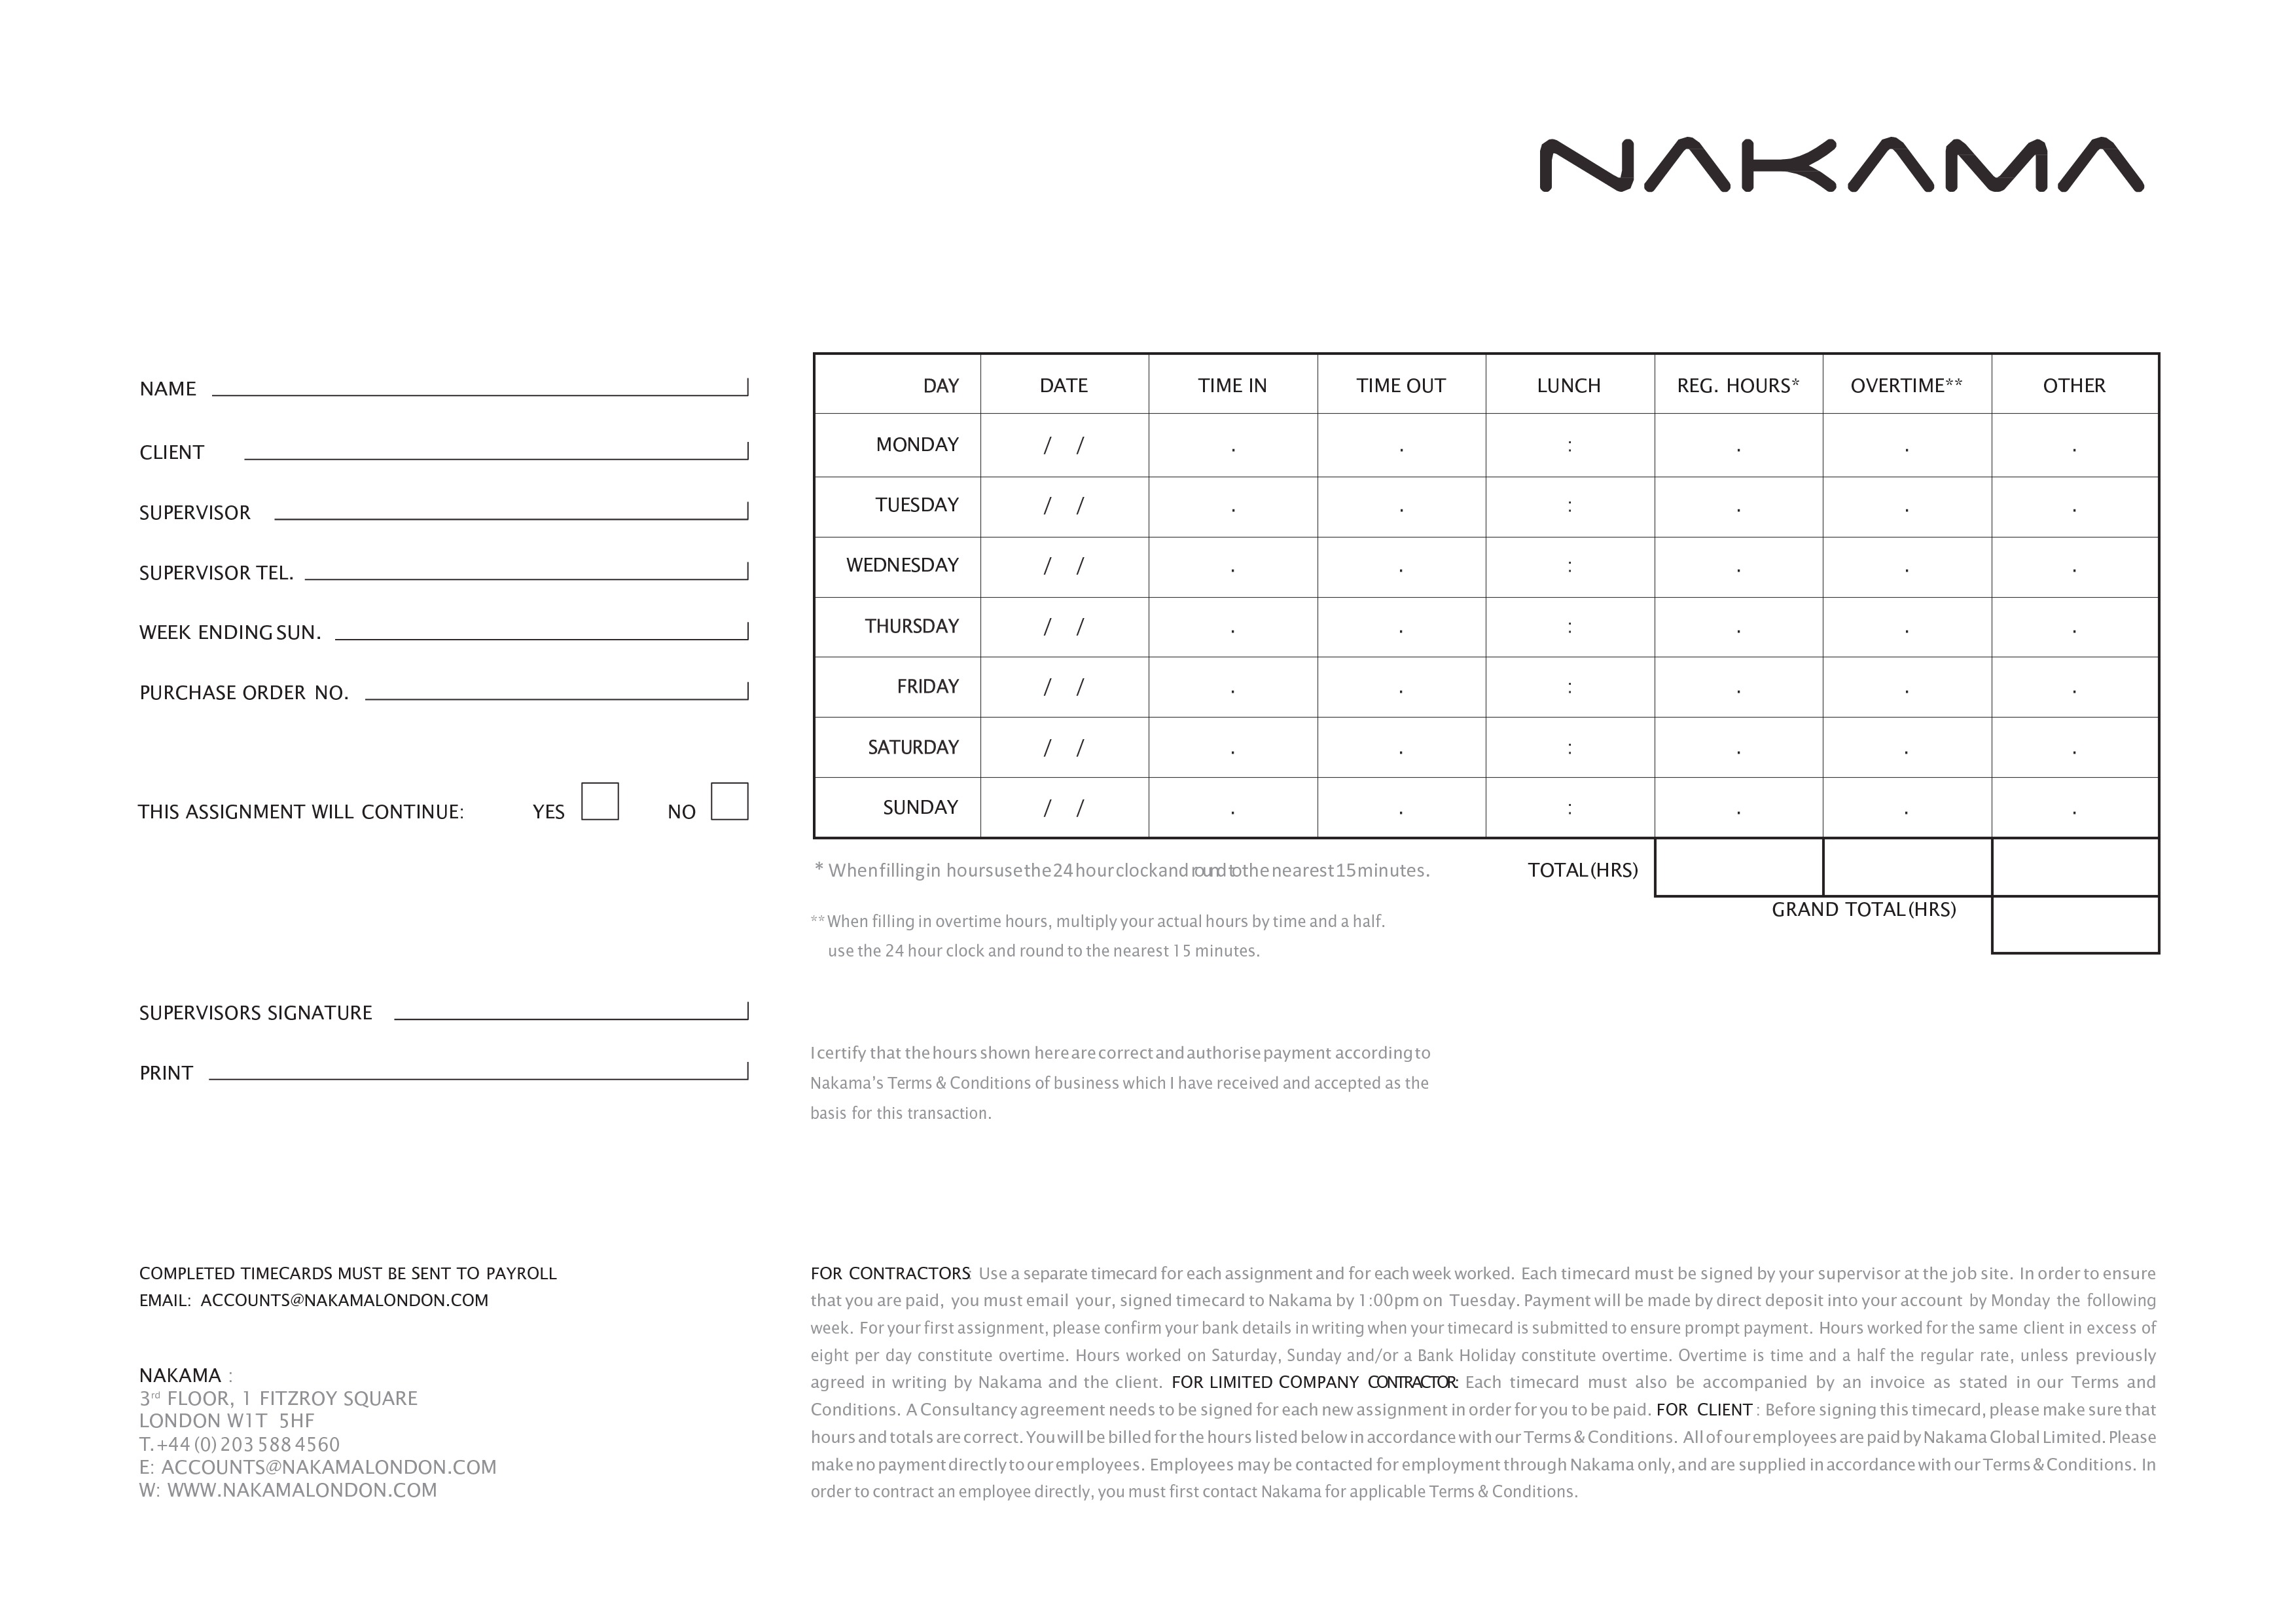 NAKAMA
NAME
CLIENT
SUPERVISOR
SUPERVISOR TEL.
WEEK ENDING SUN.
PURCHASE ORDER NO.
THIS ASSIGNMENT WILL CONTINUE: YES NO
DAY DATE TIME IN TIME OUT LUNCH REG. HOURS* OVERTIME** OTHER
MONDAY / / . . : . . .
TUESDAY / / . . : . . .
WEDNESDAY / / . . : . . .
THURSDAY / / . . : . . .
FRIDAY / / . . : . . .
SATURDAY / / . . : . . .
SUNDAY / / . . : . . .
* When filling in hours use the 24 hour clock and round to the nearest 15 minutes. TOTAL (HRS)
GRAND TOTAL (HRS)
** When filling in overtime hours, multiply your actual hours by time and a half.
use the 24 hour clock and round to the nearest 15 minutes.
SUPERVISORS SIGNATURE
PRINT
I certify that the hours shown here are correct and authorise payment according to
Nakama's Terms & Conditions of business which I have received and accepted as the
basis for this transaction.
COMPLETED TIMECARDS MUST BE SENT TO PAYROLL
EMAIL: ACCOUNTS@NAKAMALONDON.COM
NAKAMA :
3rd FLOOR, 1 FITZROY SQUARE
LONDON W1T 5HF
T.+44 (0) 203 588 4560
E: ACCOUNTS@NAKAMALONDON.COM
W: WWW.NAKAMALONDON.COM
FOR CONTRACTORS: Use a separate timecard for each assignment and for each week worked. Each timecard must be signed by your supervisor at the job site. In order to ensure
that you are paid, you must email your, signed timecard to Nakama by 1:00pm on Tuesday. Payment will be made by direct deposit into your account by Monday the following
week. For your first assignment, please confirm your bank details in writing when your timecard is submitted to ensure prompt payment. Hours worked for the same client in excess of
eight per day constitute overtime. Hours worked on Saturday, Sunday and/or a Bank Holiday constitute overtime. Overtime is time and a half the regular rate, unless previously
agreed in writing by Nakama and the client. FOR LIMITED COMPANY CONTRACTOR: Each timecard must also be accompanied by an invoice as stated in our Terms and
Conditions. A Consultancy agreement needs to be signed for each new assignment in order for you to be paid. FOR CLIENT : Before signing this timecard, please make sure that
hours and totals are correct. You will be billed for the hours listed below in accordance with our Terms & Conditions. All of our employees are paid by Nakama Global Limited. Please
make no payment directly to our employees. Employees may be contacted for employment through Nakama only, and are supplied in accordance with our Terms & Conditions. In
order to contract an employee directly, you must first contact Nakama for applicable Terms & Conditions.